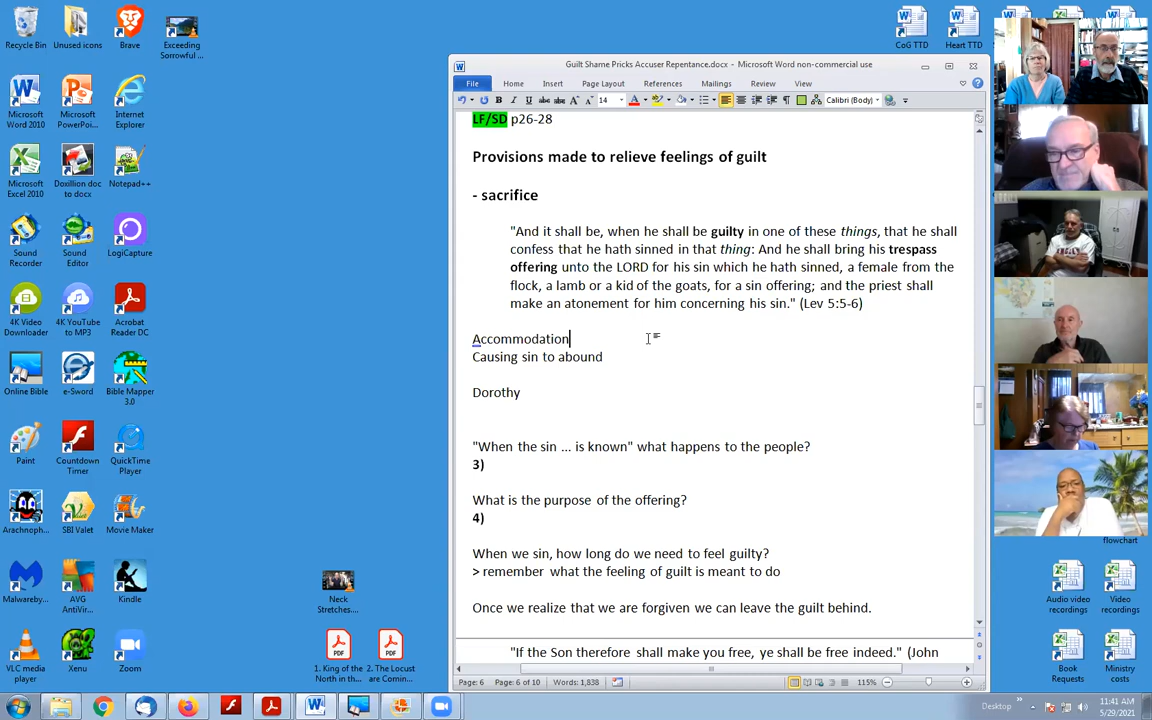 Recycle Bin
Unused icons
Brave
Exceeding
Sorrowful ...
Microsoft
Word 2010
Microsoft
PowerPoi...
Internet
Explorer
Microsoft
Excel 2010
Doxillion doc
to docx
Notepad++
Sound
Recorder
Sound
Editor
LogiCapture
4K Video
Downloader
4K YouTube
to MP3
Acrobat
Reader DC
Online Bible
e-Sword
Bible Mapper
3.0
Paint
Countdown
Timer
QuickTime
Player
Arachnoph...
SBI Valet
Movie Maker
Malwareby...
AVG
AntiVir...
Kindle
VLC media
player
Xenu
Zoom
Neck
Stretches....
1. King of the
North in th...
2. The Locust
are Comin...
CoG TTD
Heart TTD
Guilt Shame Pricks Accuser Repentance.docx - Microsoft Word non-commercial use
File Home Insert Page Layout References Mailings Review View
14
Calibri (Body)
LF/SD p26-28
Provisions made to relieve feelings of guilt
- sacrifice
"And it shall be, when he shall be guilty in one of these things, that he shall
confess that he hath sinned in that thing: And he shall bring his trespass
offering unto the LORD for his sin which he hath sinned, a female from the
flock, a lamb or a kid of the goats, for a sin offering; and the priest shall
make an atonement for him concerning his sin." (Lev 5:5-6)
Accommodation
Causing sin to abound
Dorothy
"When the sin ... is known" what happens to the people?
3)
What is the purpose of the offering?
4)
When we sin, how long do we need to feel guilty?
> remember what the feeling of guilt is meant to do
Once we realize that we are forgiven we can leave the guilt behind.
"If the Son therefore shall make you free, ye shall be free indeed." (John
Page: 6 Page: 6 of 10 Words: 1,838 115%
flowchart
Audio video
recordings
Video
recordings
Book
Requests
Ministry
costs
Desktop
11:41 AM
5/29/2021